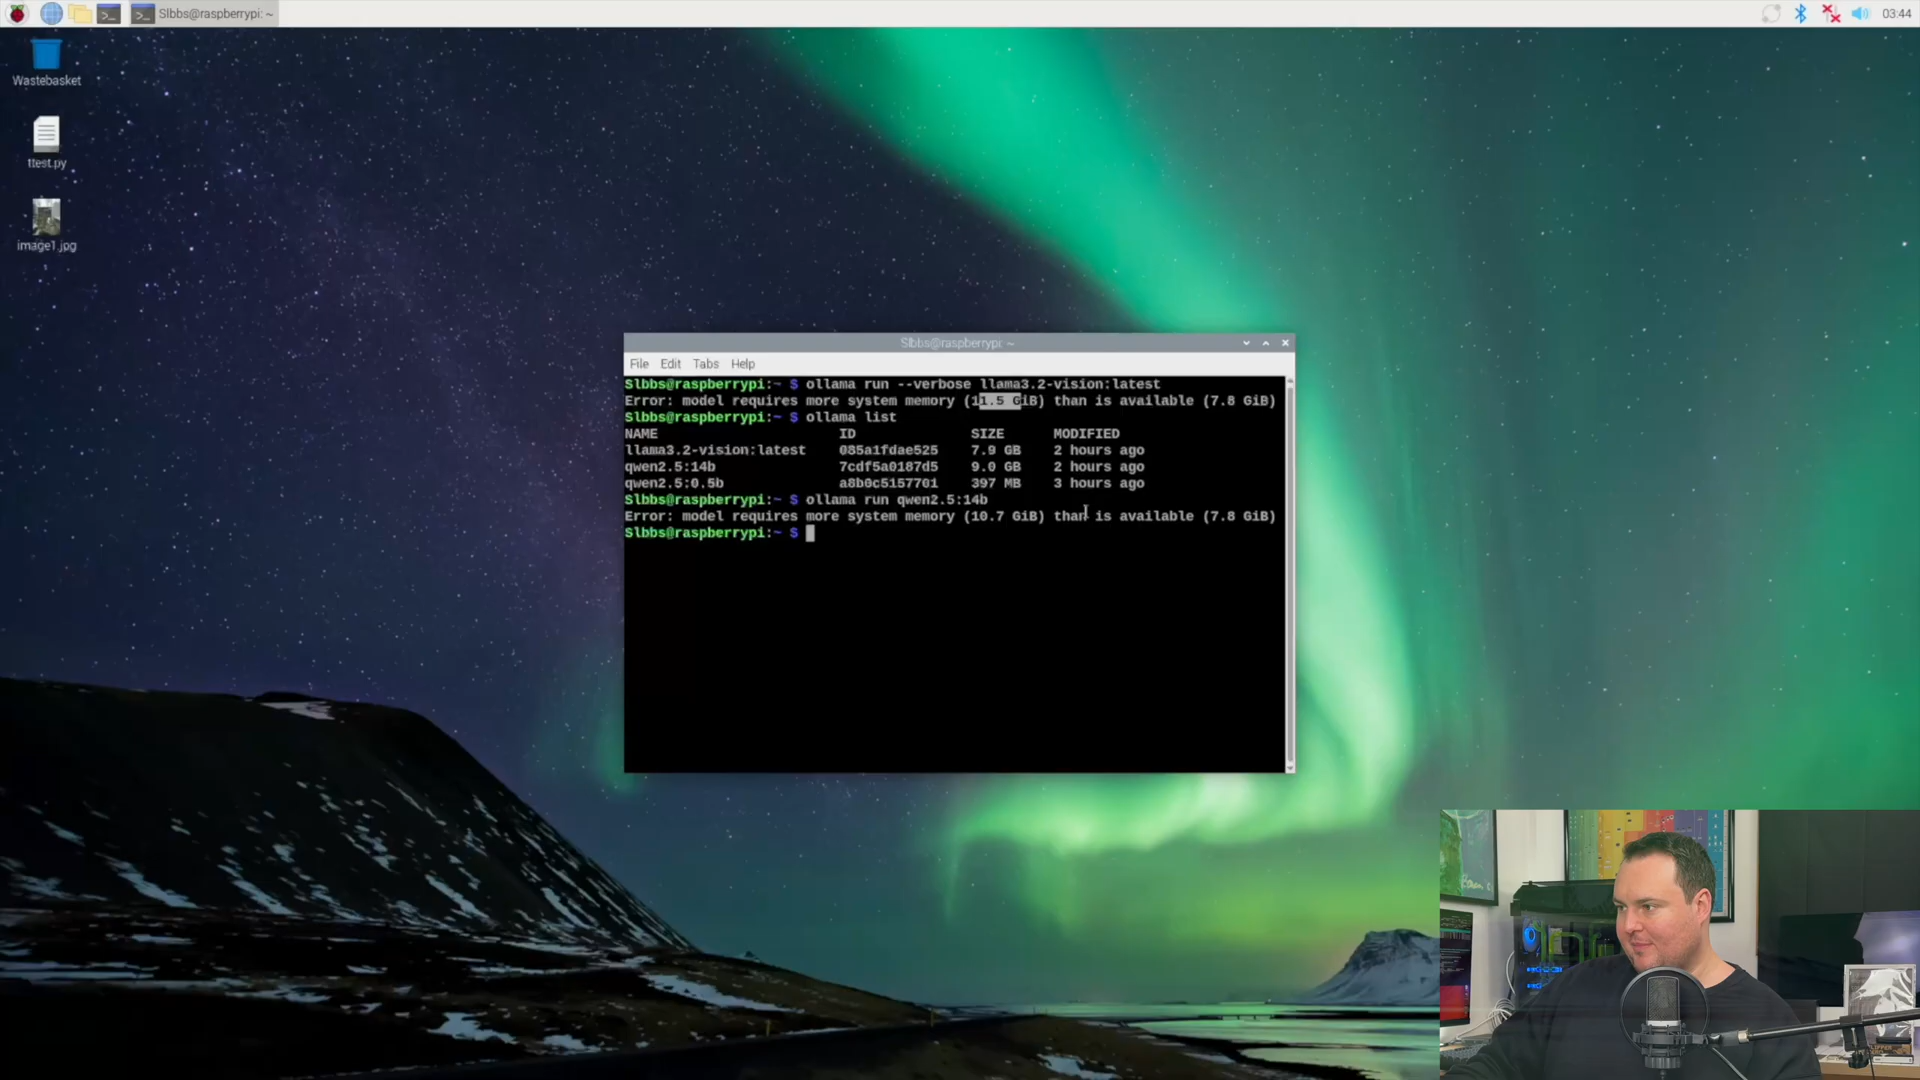 Slbbs@raspberrypi: ~
03:44
Wastebasket
ttest.py
image1.jpg
Slbbs@raspberrypi: ~
File Edit Tabs Help
Slbbs@raspberrypi:~ $ ollama run --verbose llama3.2-vision:latest
Error: model requires more system memory (11.5 GiB) than is available (7.8 GiB)
Slbbs@raspberrypi:~ $ ollama list
NAME ID SIZE MODIFIED
llama3.2-vision:latest 085a1fdae525 7.9 GB 2 hours ago
qwen2.5:14b 7cdf5a0187d5 9.0 GB 2 hours ago
qwen2.5:0.5b a8b0c5157701 397 MB 3 hours ago
Slbbs@raspberrypi:~ $ ollama run qwen2.5:14b
Error: model requires more system memory (10.7 GiB) than is available (7.8 GiB)
Slbbs@raspberrypi:~ $